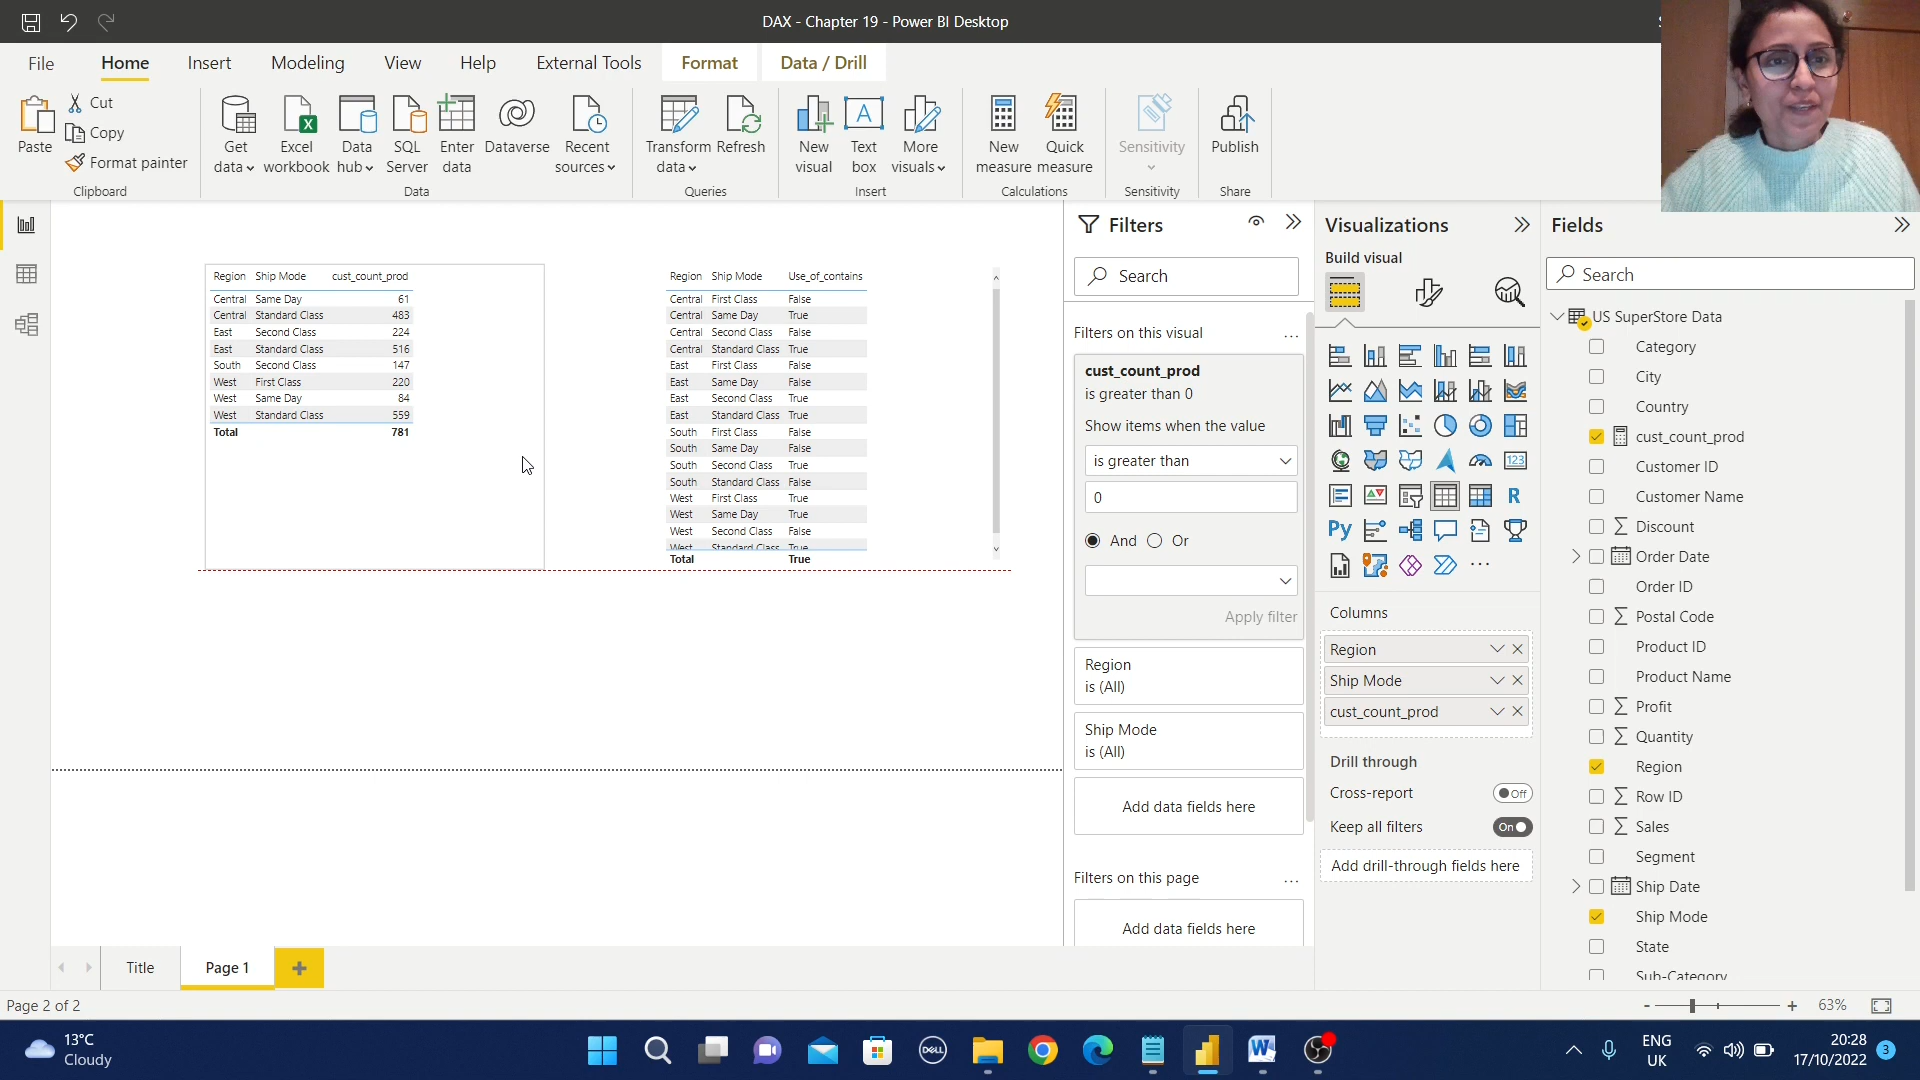 DAX - Chapter 19 - Power BI Desktop
File Home Insert Modeling View Help External Tools Format Data / Drill
Paste
Cut
Copy
Format painter
Clipboard
Get data
Excel workbook
Data hub
SQL Server
Enter data
Dataverse
Recent sources
Data
Transform data
Refresh
Queries
New visual
Text box
More visuals
Insert
New measure
Quick measure
Calculations
Sensitivity
Sensitivity
Publish
Share
Region Ship Mode cust_count_prod
Central Same Day 61
Central Standard Class 483
East Second Class 224
East Standard Class 516
South Second Class 147
West First Class 220
West Same Day 84
West Standard Class 559
Total 781
Region Ship Mode Use_of_contains
Central First Class False
Central Same Day True
Central Second Class False
Central Standard Class True
East First Class False
East Same Day False
East Second Class True
East Standard Class True
South First Class False
South Same Day False
South Second Class True
South Standard Class False
West First Class True
West Same Day True
West Second Class False
West Standard Class True
Total True
Filters
Search
Filters on this visual ...
cust_count_prod
is greater than 0
Show items when the value
is greater than
0
And Or
Apply filter
Region
is (All)
Ship Mode
is (All)
Add data fields here
Filters on this page ...
Add data fields here
Visualizations
Build visual
123
R
Py
...
Columns
Region
Ship Mode
cust_count_prod
Drill through
Cross-report Off
Keep all filters On
Add drill-through fields here
Fields
Search
US SuperStore Data
Category
City
Country
cust_count_prod
Customer ID
Customer Name
Discount
Order Date
Order ID
Postal Code
Product ID
Product Name
Profit
Quantity
Region
Row ID
Sales
Segment
Ship Date
Ship Mode
State
Sub-Category
Title Page 1 +
Page 2 of 2
- + 63%
13°C
Cloudy
DELL
W
ENG
UK
20:28
17/10/2022
3